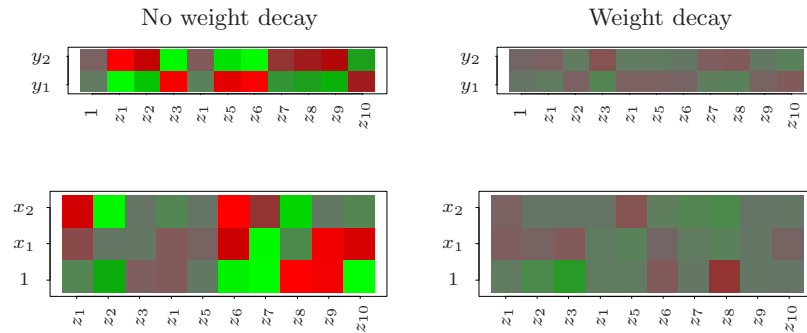 No weight decay
Weight decay
y₂
y₁
1 z₁ z₂ z₃ z₁ z₅ z₆ z₇ z₈ z₉ z₁₀
y₂
y₁
1 z₁ z₂ z₃ z₁ z₅ z₆ z₇ z₈ z₉ z₁₀
x₂
x₁
1
z₁ z₂ z₃ z₁ z₅ z₆ z₇ z₈ z₉ z₁₀
x₂
x₁
1
z₁ z₂ z₃ z₁ z₅ z₆ z₇ z₈ z₉ z₁₀